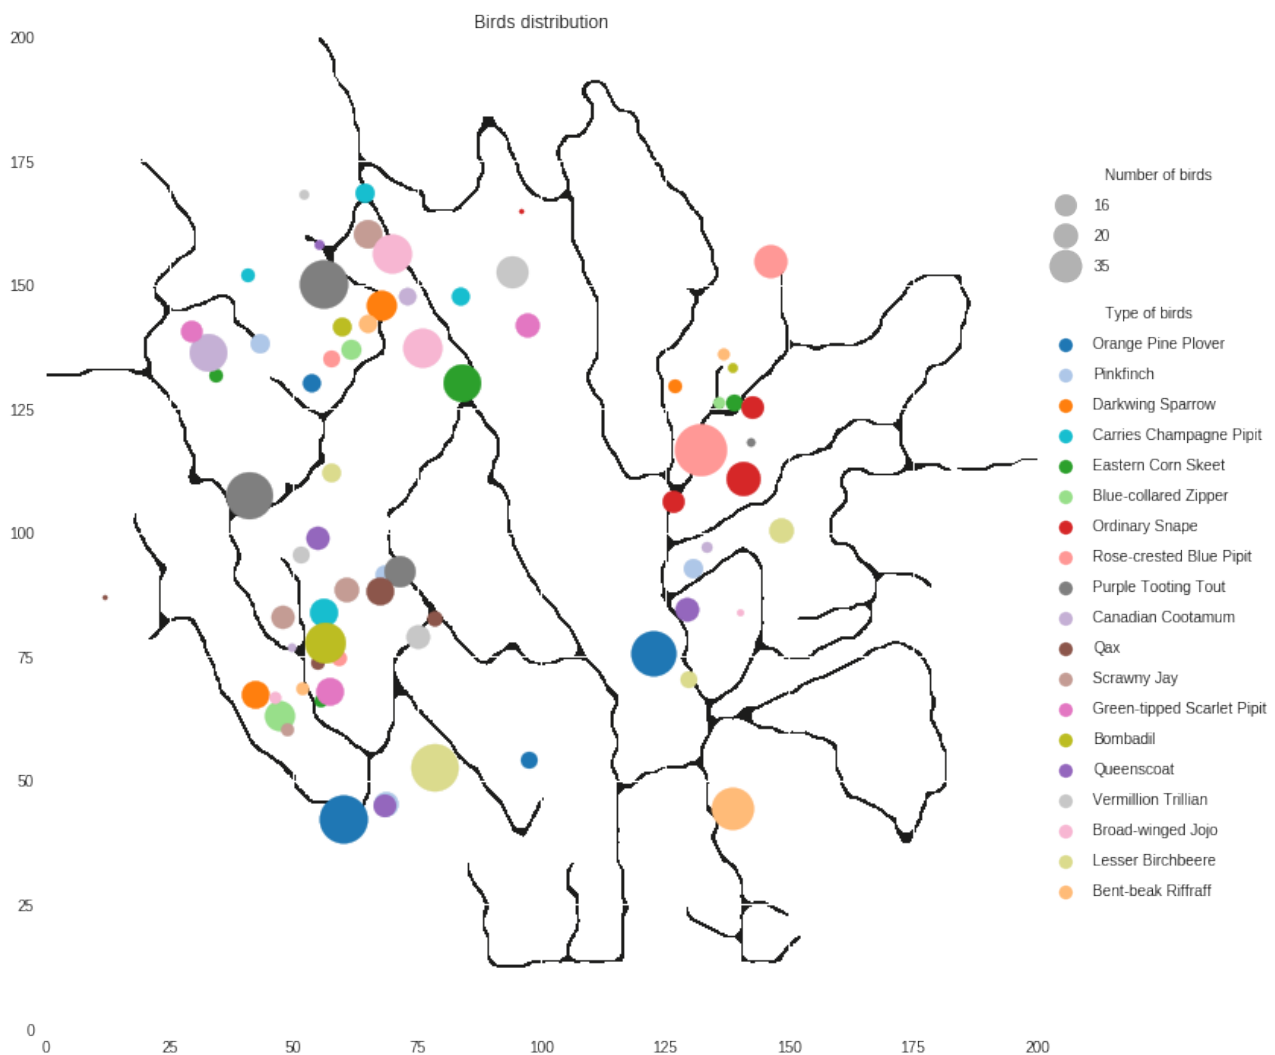 Birds distribution
200
175
150
125
100
75
50
25
0
0 25 50 75 100 125 150 175 200
Number of birds
16
20
35
Type of birds
Orange Pine Plover
Pinkfinch
Darkwing Sparrow
Carries Champagne Pipit
Eastern Corn Skeet
Blue-collared Zipper
Ordinary Snape
Rose-crested Blue Pipit
Purple Tooting Tout
Canadian Cootamum
Qax
Scrawny Jay
Green-tipped Scarlet Pipit
Bombadil
Queenscoat
Vermillion Trillian
Broad-winged Jojo
Lesser Birchbeere
Bent-beak Riffraff